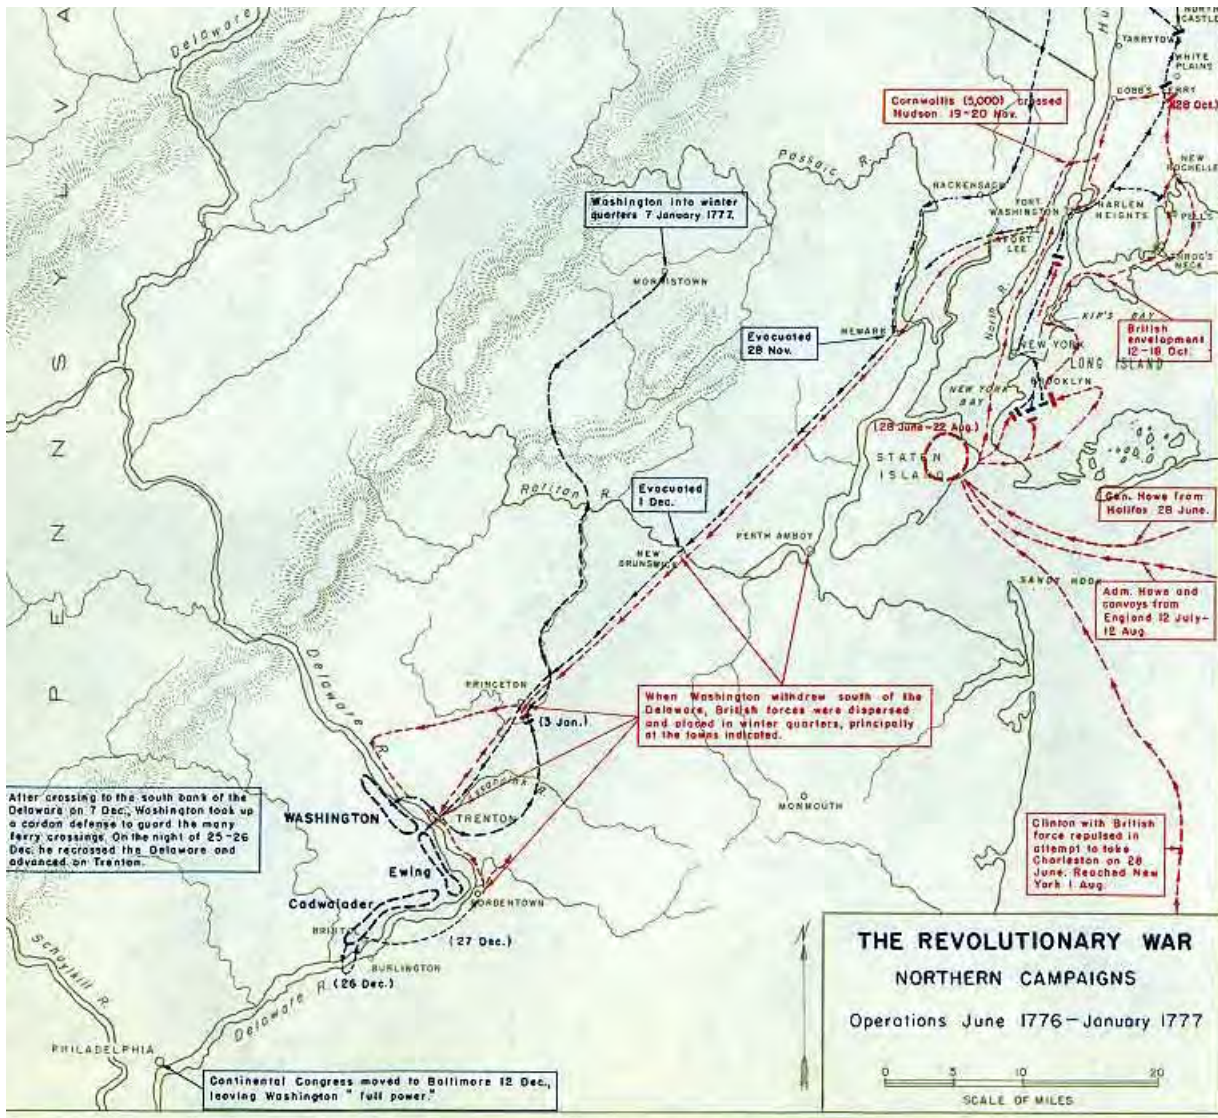 Delaware
NORTH
CASTLE
TARRYTOWN
WHITE
PLAINS
DOBB'S FERRY
(28 Oct.)
Cornwallis (5,000) crossed
Hudson 19-20 Nov.
Passaic R.
HACKENSACK
NEW
ROCHELLE
FORT
WASHINGTON
HARLEM
HEIGHTS
PELL'S
PT
FORT
LEE
THROG'S
NECK
Washington into winter
quarters 7 January 1777.
MORRISTOWN
North R.
KIP'S BAY
British
envelopment
12-18 Oct.
NEWARK
Evacuated
28 Nov.
NEW YORK
LONG ISLAND
BROOKLYN
NEW YORK
BAY
(28 June-22 Aug.)
STATEN
ISLAND
Raritan R.
Evacuated
1 Dec.
Gen. Howe from
Halifax 28 June.
PERTH AMBOY
NEW
BRUNSWICK
SANDY HOOK
Adm. Howe and
convoys from
England 12 July-
12 Aug.
PENNSYLVA
Delaware R.
PRINCETON
(3 Jan.)
When Washington withdrew south of the
Delaware, British forces were dispersed
and placed in winter quarters, principally
at the towns indicated.
Assanpink R.
MONMOUTH
After crossing to the south bank of the
Delaware on 7 Dec., Washington took up
a cordon defense to guard the many
ferry crossings. On the night of 25-26
Dec. he recrossed the Delaware and
advanced on Trenton.
WASHINGTON
TRENTON
Ewing
Cadwalader
BORDENTOWN
BRISTOL
(27 Dec.)
BURLINGTON
(26 Dec.)
Clinton with British
force repulsed in
attempt to take
Charleston on 28
June. Reached New
York 1 Aug.
Schuylkill R.
Delaware R.
PHILADELPHIA
Continental Congress moved to Baltimore 12 Dec.,
leaving Washington "full power."
N
THE REVOLUTIONARY WAR
NORTHERN CAMPAIGNS
Operations June 1776-January 1777
0 5 10 20
SCALE OF MILES